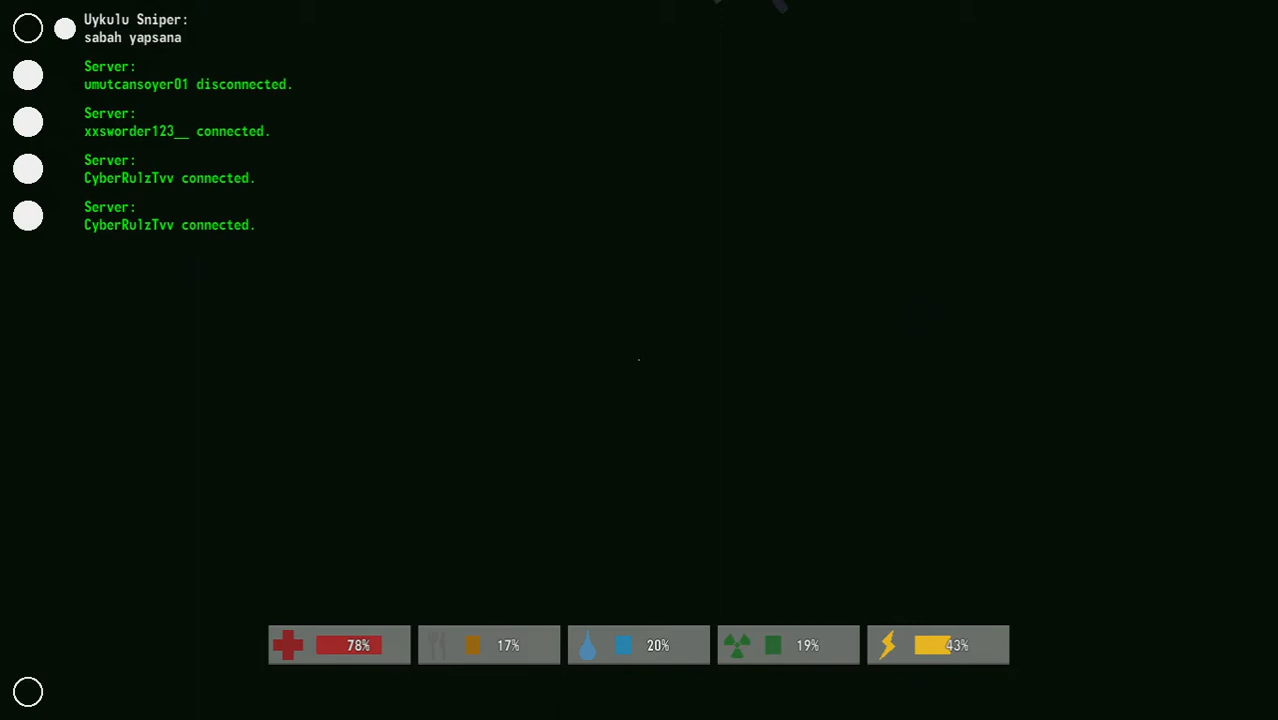 Uykulu Sniper:
sabah yapsana
Server:
umutcansoyer01 disconnected.
Server:
xxsworder123__ connected.
Server:
CyberRulzTvv connected.
Server:
CyberRulzTvv connected.
78% 17% 20% 19% 43%